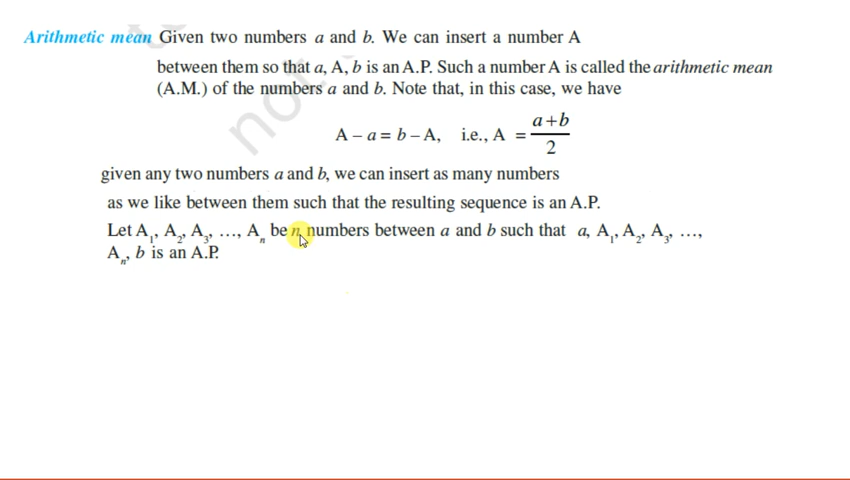 Arithmetic mean Given two numbers a and b. We can insert a number A
between them so that a, A, b is an A.P. Such a number A is called the arithmetic mean
(A.M.) of the numbers a and b. Note that, in this case, we have
A – a = b – A, i.e., A = \frac{a+b}{2}
given any two numbers a and b, we can insert as many numbers
as we like between them such that the resulting sequence is an A.P.
Let A₁, A₂, A₃, …, Aₙ be n numbers between a and b such that a, A₁, A₂, A₃, …,
Aₙ, b is an A.P.
not